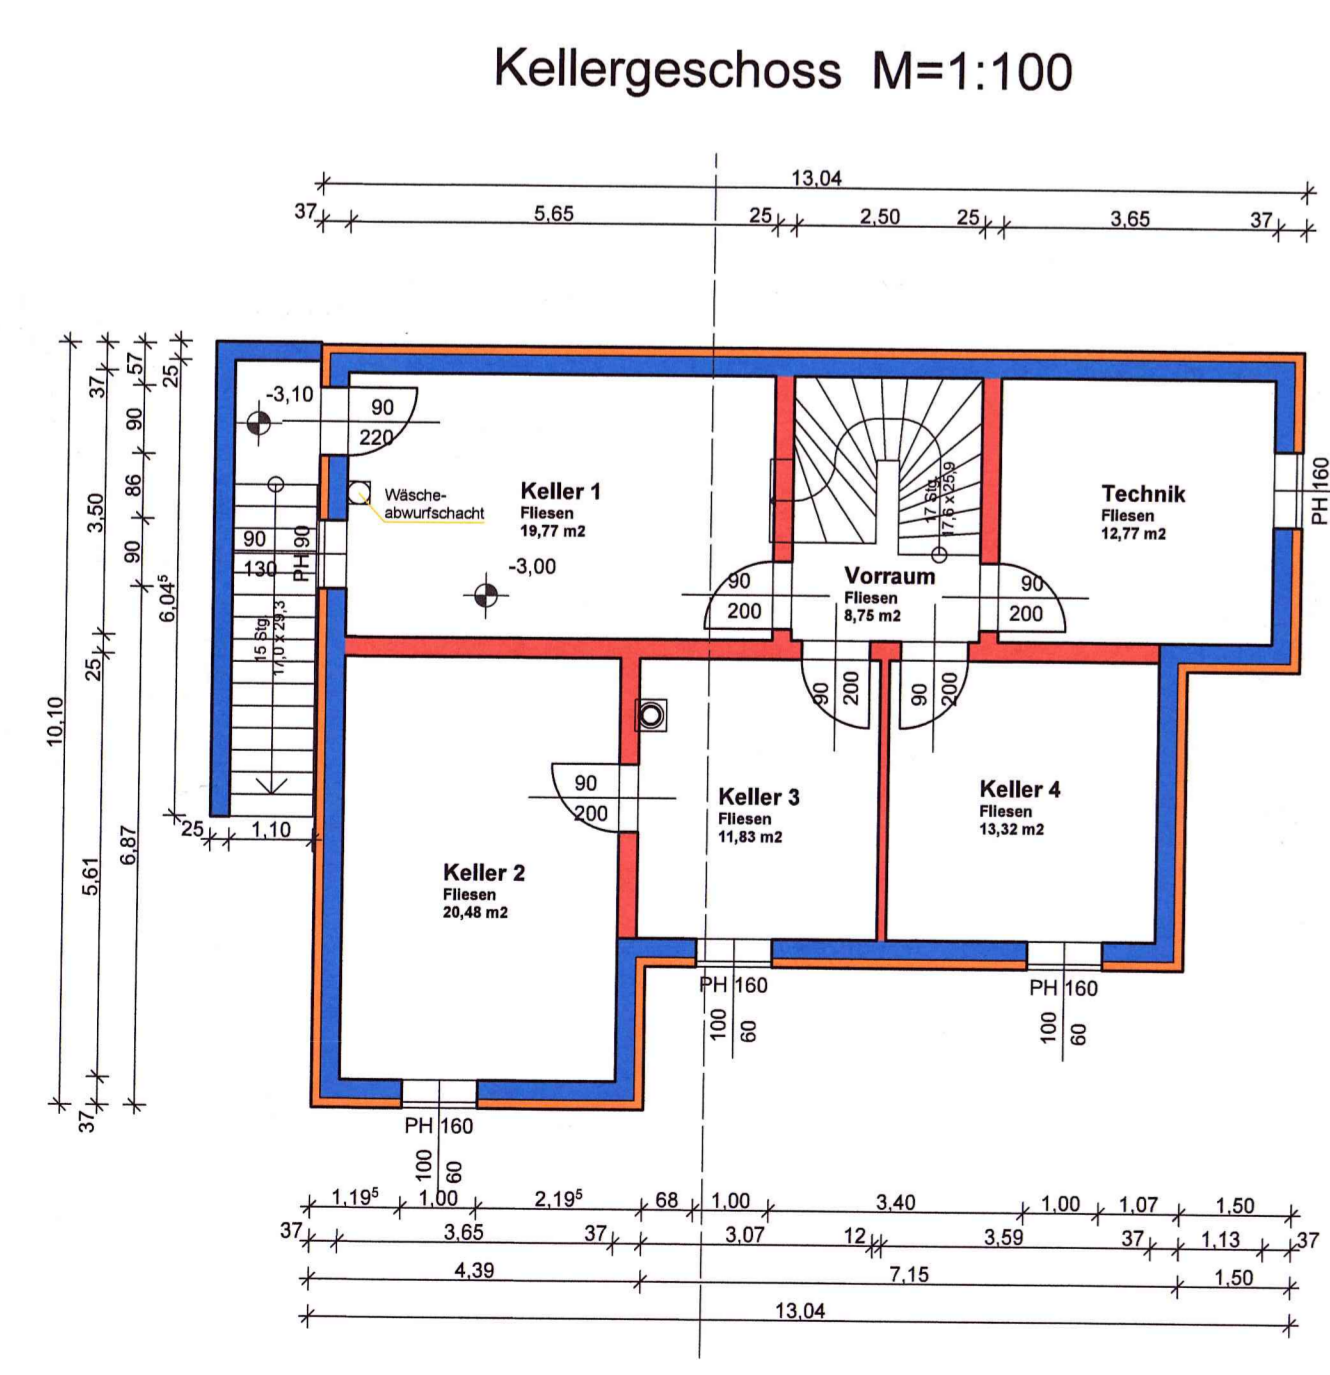 Kellergeschoss M=1:100
13,04
37 5,65 25 2,50 25 3,65 37
10,10
37 3,50 25 5,61 37
57 90 86 90 6,87
25 6,04⁵
25 1,10
-3,10
90
220
Wäsche-
abwurfschacht
90
130
PH 90
15 Stg.
17,0 x 29,3
Keller 1
Fliesen
19,77 m2
-3,00
17 Stg.
17,6 x 25,9
Technik
Fliesen
12,77 m2
PH 160
90
200
Vorraum
Fliesen
8,75 m2
90
200
90
200
90
200
90
200
Keller 3
Fliesen
11,83 m2
Keller 4
Fliesen
13,32 m2
Keller 2
Fliesen
20,48 m2
PH 160
100
60
PH 160
100
60
PH 160
100
60
1,19⁵ 1,00 2,19⁵ 68 1,00 3,40 1,00 1,07 1,50
37 3,65 37 3,07 12 3,59 37 1,13 37
4,39 7,15 1,50
13,04